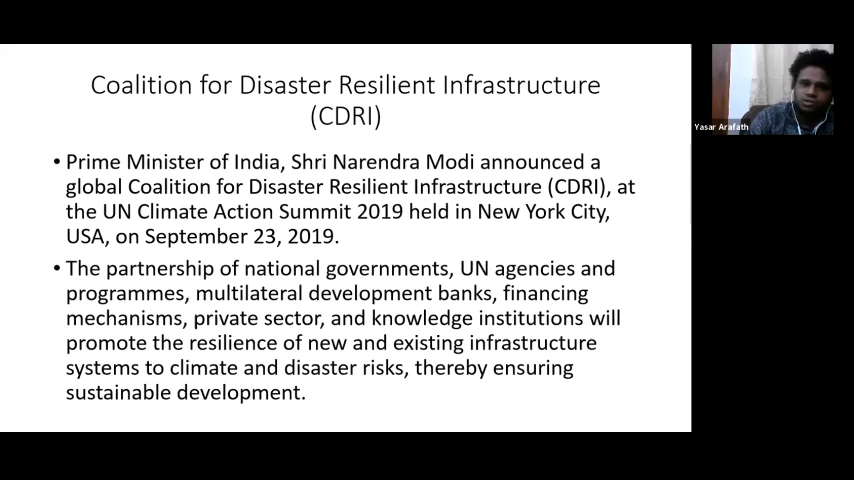 Coalition for Disaster Resilient Infrastructure
(CDRI)
• Prime Minister of India, Shri Narendra Modi announced a
global Coalition for Disaster Resilient Infrastructure (CDRI), at
the UN Climate Action Summit 2019 held in New York City,
USA, on September 23, 2019.
• The partnership of national governments, UN agencies and
programmes, multilateral development banks, financing
mechanisms, private sector, and knowledge institutions will
promote the resilience of new and existing infrastructure
systems to climate and disaster risks, thereby ensuring
sustainable development.
Yasar Arafath